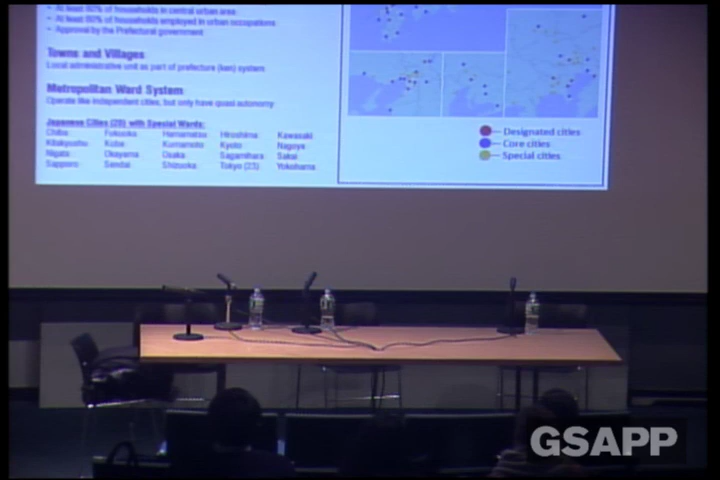 - At least 60% of households in central urban area
- At least 60% of households employed in urban occupations
- Approval by the Prefectural government
Towns and Villages
Local administrative unit as part of prefecture (ken) system
Metropolitan Ward System
Operate like independent cities, but only have quasi autonomy
Japanese Cities (20) with Special Wards:
Chiba Fukuoka Hamamatsu Hiroshima Kawasaki
Kitakyushu Kobe Kumamoto Kyoto Nagoya
Niigata Okayama Osaka Sagamihara Sakai
Sapporo Sendai Shizuoka Tokyo (23) Yokohama
Designated cities
Core cities
Special cities
GSAPP